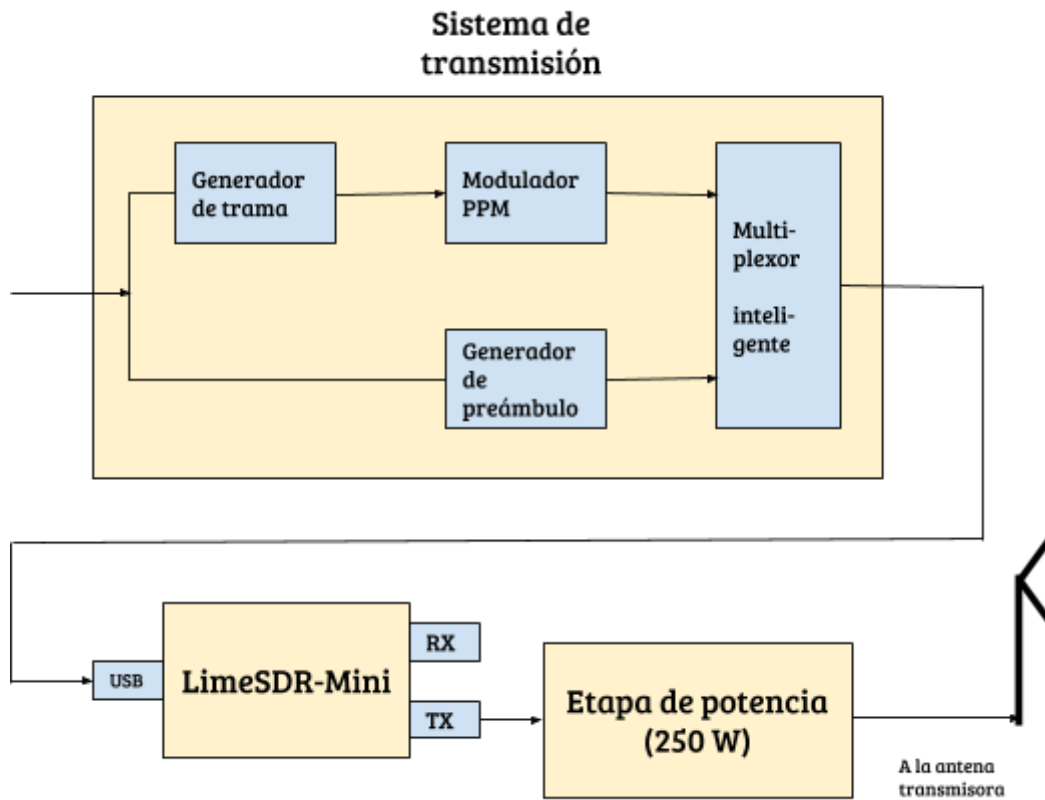 Sistema de
transmisión
Generador
de trama
Modulador
PPM
Multi-
plexor
inteli-
gente
Generador
de
preámbulo
USB
LimeSDR-Mini
RX
TX
Etapa de potencia
(250 W)
A la antena
transmisora